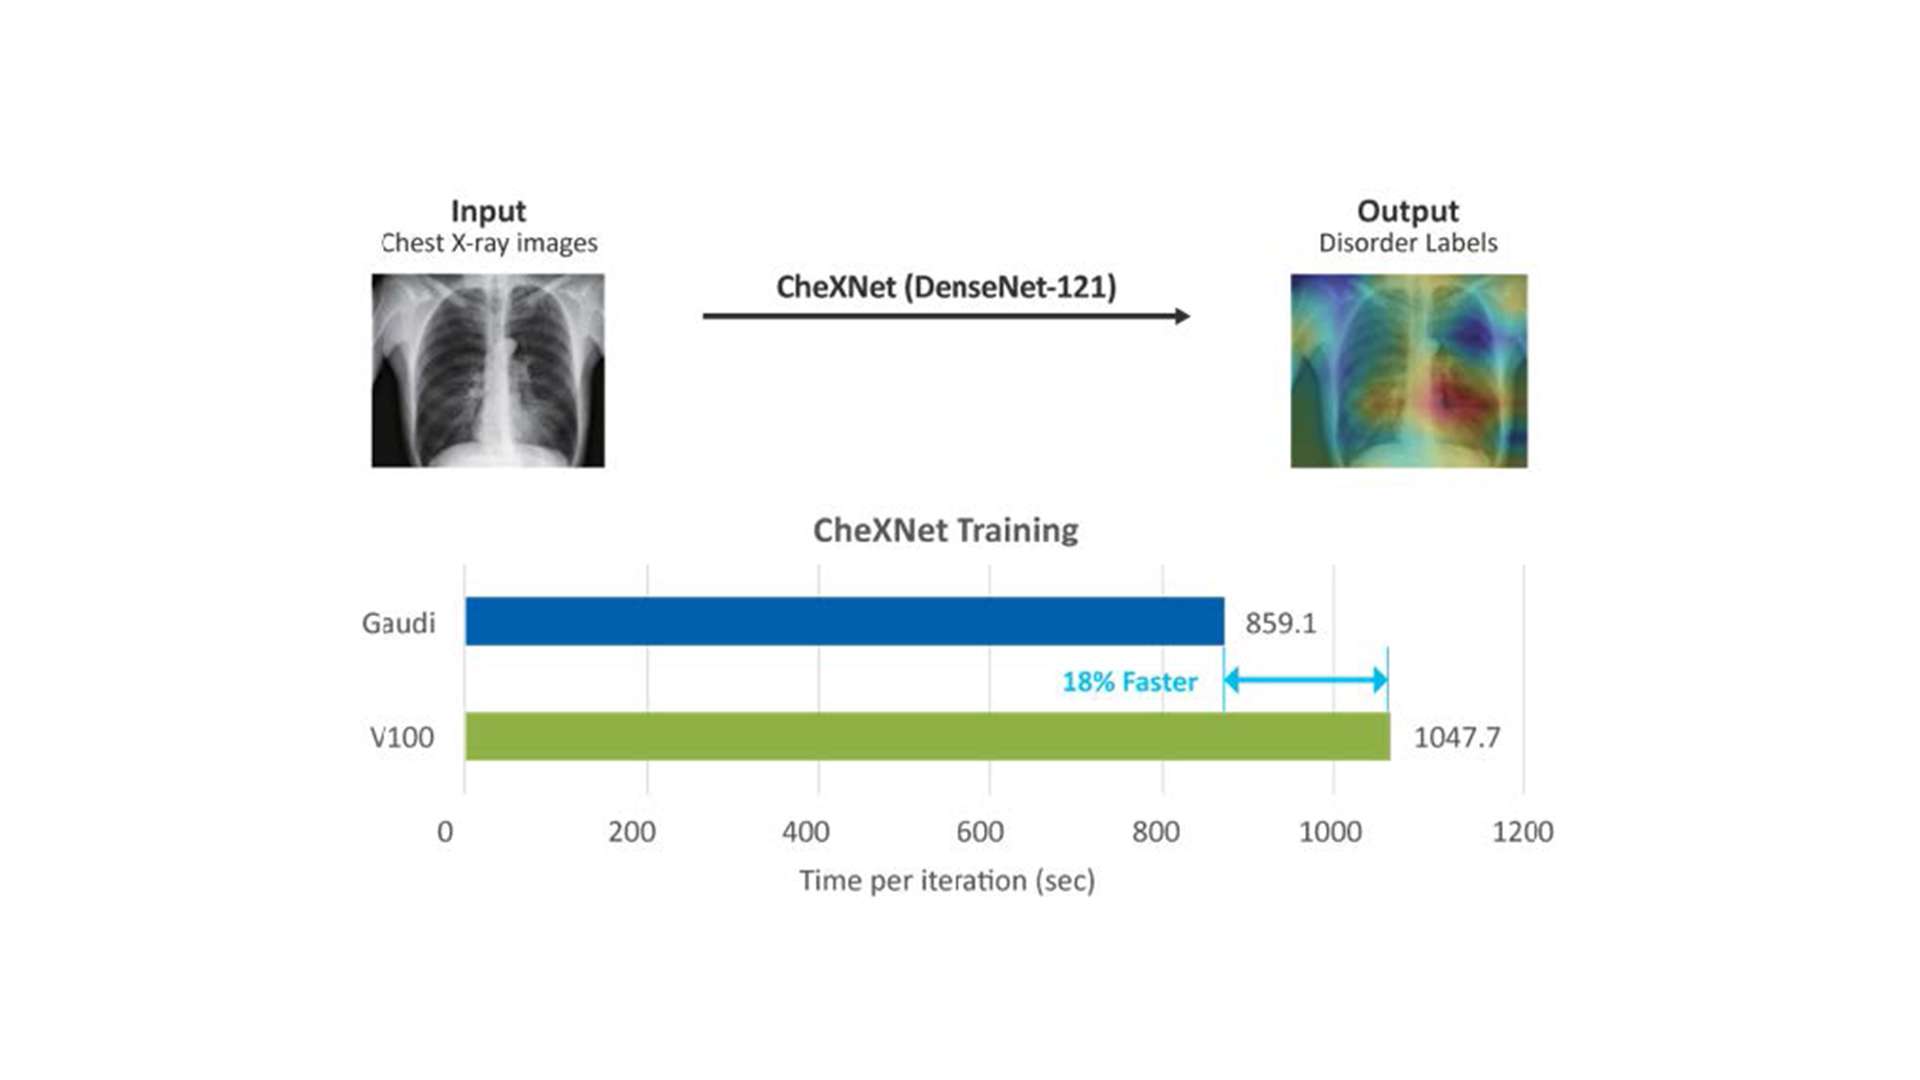 Input
Chest X-ray images
Output
Disorder Labels
CheXNet (DenseNet-121)
CheXNet Training
Gaudi
859.1
18% Faster
V100
1047.7
0 200 400 600 800 1000 1200
Time per iteration (sec)